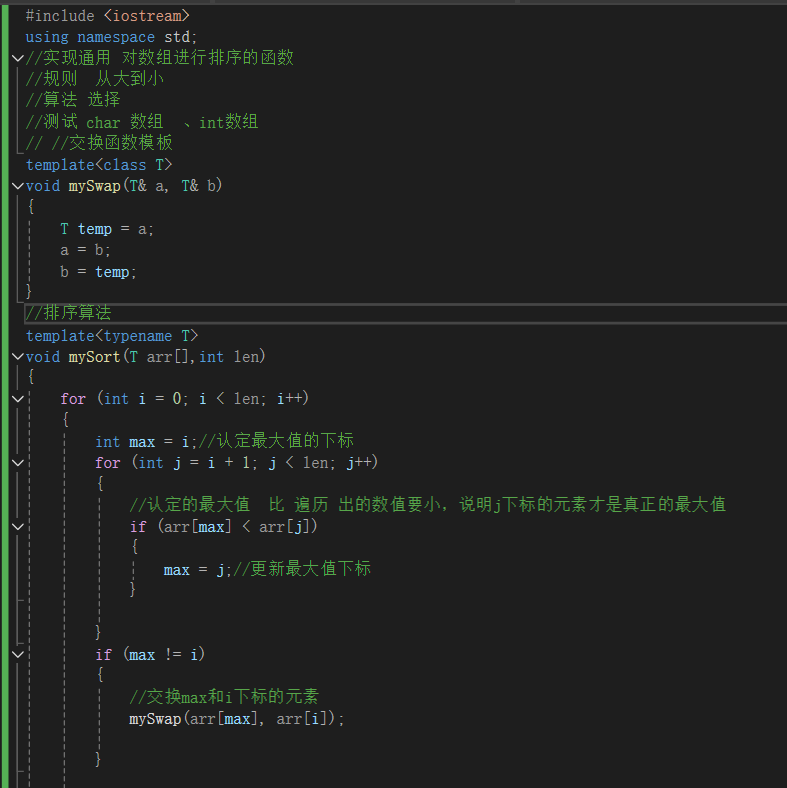 #include <iostream>
using namespace std;
//实现通用 对数组进行排序的函数
//规则  从大到小
//算法 选择
//测试 char 数组  、int数组
// //交换函数模板
template<class T>
void mySwap(T& a, T& b)
{
    T temp = a;
    a = b;
    b = temp;
}
//排序算法
template<typename T>
void mySort(T arr[],int len)
{
    for (int i = 0; i < len; i++)
    {
        int max = i;//认定最大值的下标
        for (int j = i + 1; j < len; j++)
        {
            //认定的最大值  比 遍历 出的数值要小，说明j下标的元素才是真正的最大值
            if (arr[max] < arr[j])
            {
                max = j;//更新最大值下标
            }
        }
        if (max != i)
        {
            //交换max和i下标的元素
            mySwap(arr[max], arr[i]);
        }